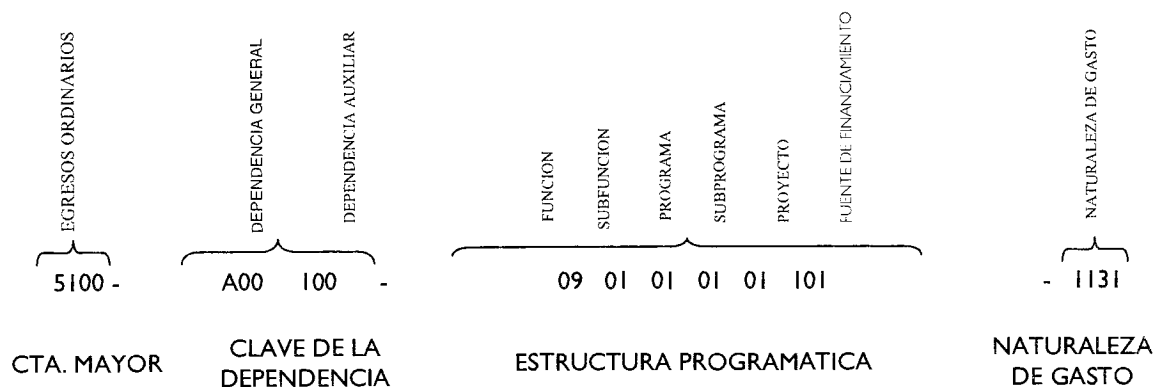 EGRESOS ORDINARIOS
DEPENDENCIA GENERAL
DEPENDENCIA AUXILIAR
FUNCION
SUBFUNCION
PROGRAMA
SUBPROGRAMA
PROYECTO
FUENTE DE FINANCIAMIENTO
NATURALEZA DE GASTO
5100 - A00 100 - 09 01 01 01 01 101 - 1131
CTA. MAYOR
CLAVE DE LA
DEPENDENCIA
ESTRUCTURA PROGRAMATICA
NATURALEZA
DE GASTO